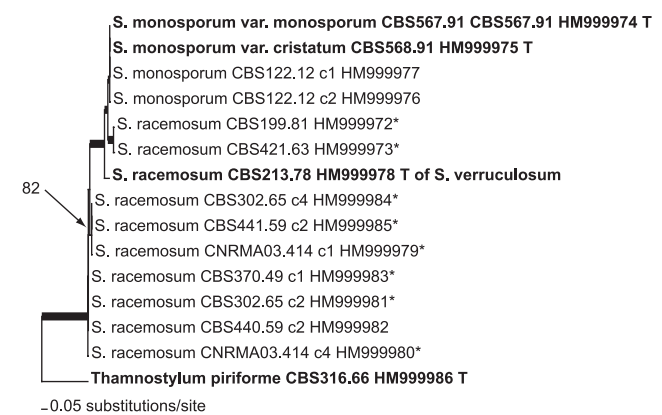 S. monosporum var. monosporum CBS567.91 CBS567.91 HM999974 T
S. monosporum var. cristatum CBS568.91 HM999975 T
S. monosporum CBS122.12 c1 HM999977
S. monosporum CBS122.12 c2 HM999976
S. racemosum CBS199.81 HM999972*
S. racemosum CBS421.63 HM999973*
S. racemosum CBS213.78 HM999978 T of S. verruculosum
82
S. racemosum CBS302.65 c4 HM999984*
S. racemosum CBS441.59 c2 HM999985*
S. racemosum CNRMA03.414 c1 HM999979*
S. racemosum CBS370.49 c1 HM999983*
S. racemosum CBS302.65 c2 HM999981*
S. racemosum CBS440.59 c2 HM999982
S. racemosum CNRMA03.414 c4 HM999980*
Thamnostylum piriforme CBS316.66 HM999986 T
0.05 substitutions/site